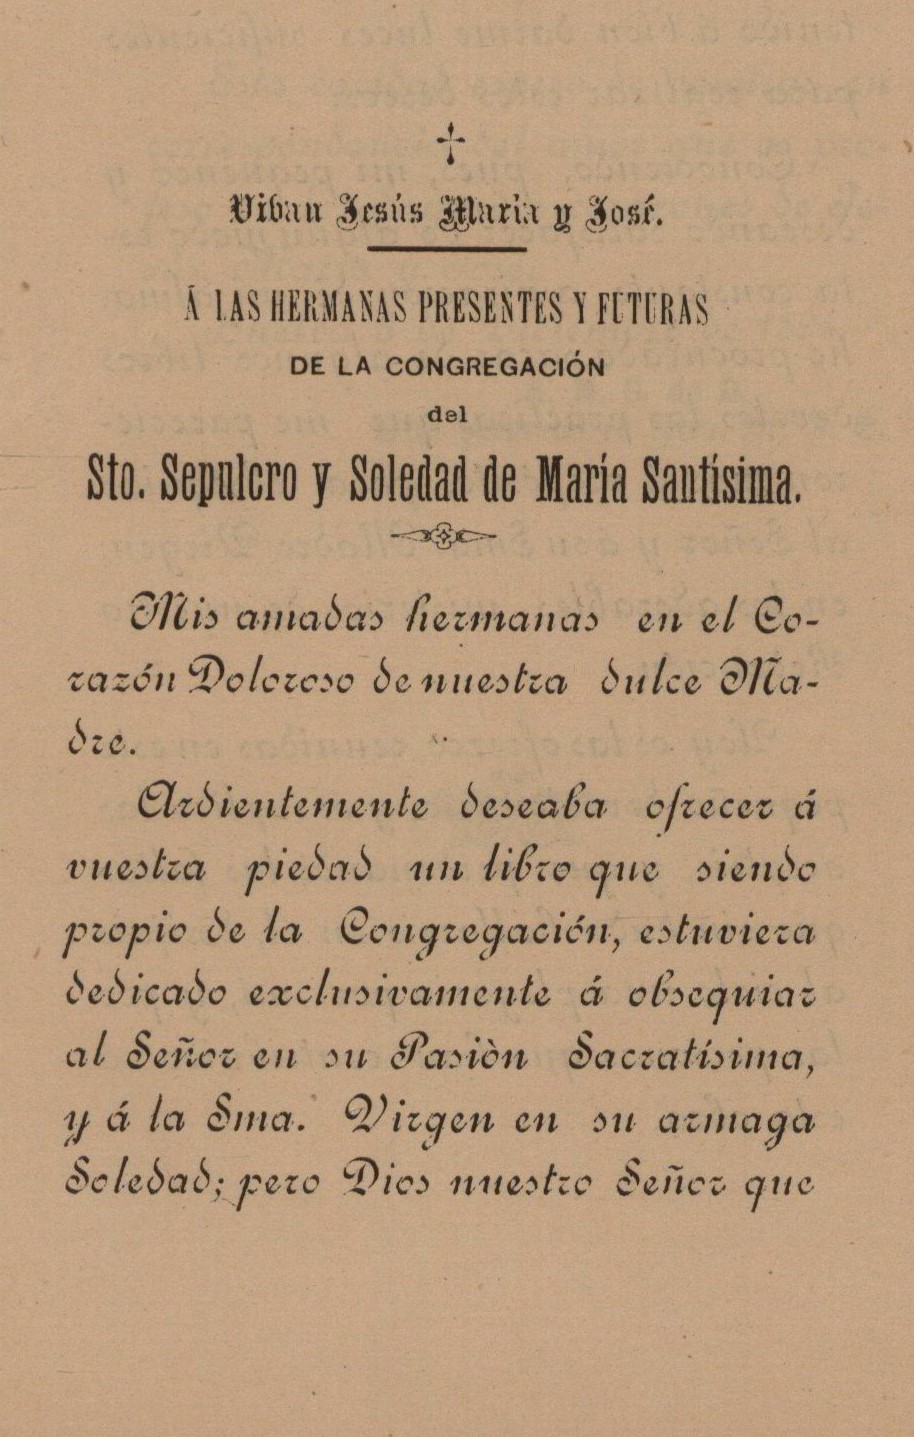 †
Viban Jesús María y José.
Á LAS HERMANAS PRESENTES Y FUTURAS
DE LA CONGREGACIÓN
del
Sto. Sepulcro y Soledad de María Santísima.
Mis amadas hermanas en el Co-
razón Doloroso de nuestra dulce Ma-
dre.
Ardientemente deseaba ofrecer á
vuestra piedad un libro que siendo
propio de la Congregación, estuviera
dedicado exclusivamente á obsequiar
al Señor en su Pasiòn Sacratísima,
y á la Sma. Virgen en su armaga
Soledad; pero Dios nuestro Señor que